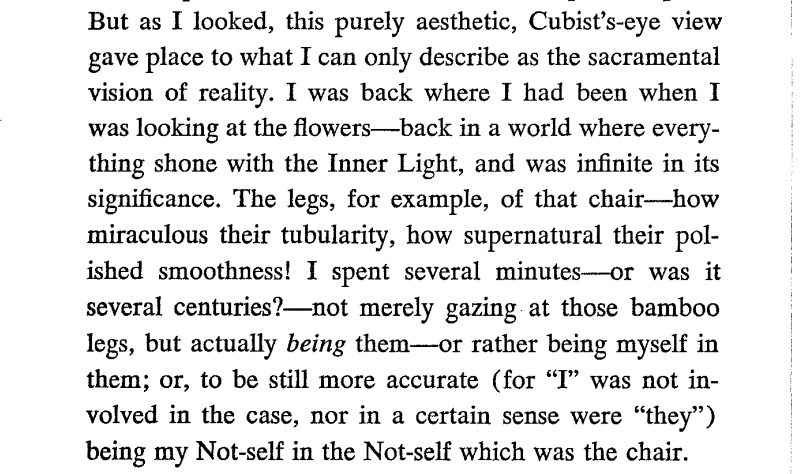 But as I looked, this purely aesthetic, Cubist's-eye view
gave place to what I can only describe as the sacramental
vision of reality. I was back where I had been when I
was looking at the flowers—back in a world where every-
thing shone with the Inner Light, and was infinite in its
significance. The legs, for example, of that chair—how
miraculous their tubularity, how supernatural their pol-
ished smoothness! I spent several minutes—or was it
several centuries?—not merely gazing at those bamboo
legs, but actually being them—or rather being myself in
them; or, to be still more accurate (for “I” was not in-
volved in the case, nor in a certain sense were “they”)
being my Not-self in the Not-self which was the chair.